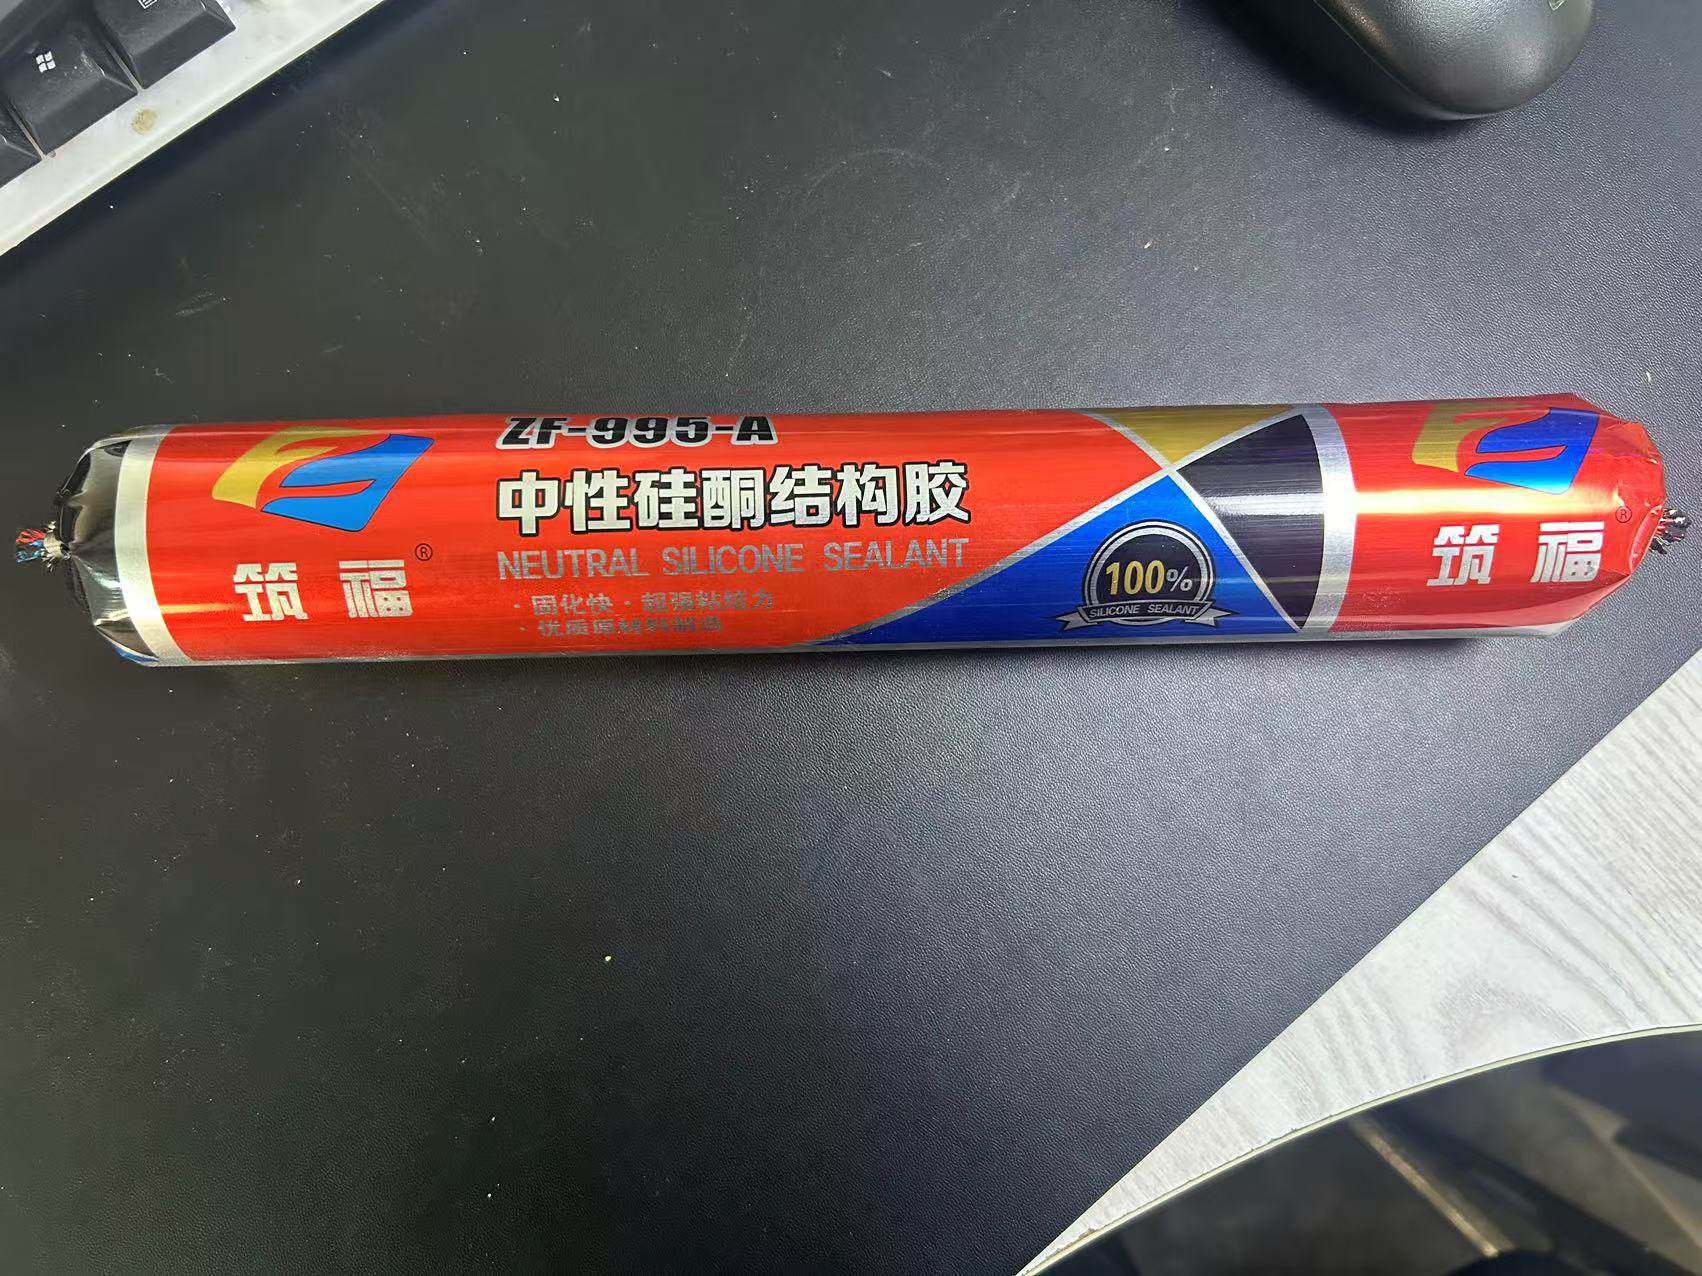 筑福®
ZF-995-A
中性硅酮结构胶
NEUTRAL SILICONE SEALANT
·固化快·超强粘结力
·优质原材料制造
100%
SILICONE SEALANT
筑福®